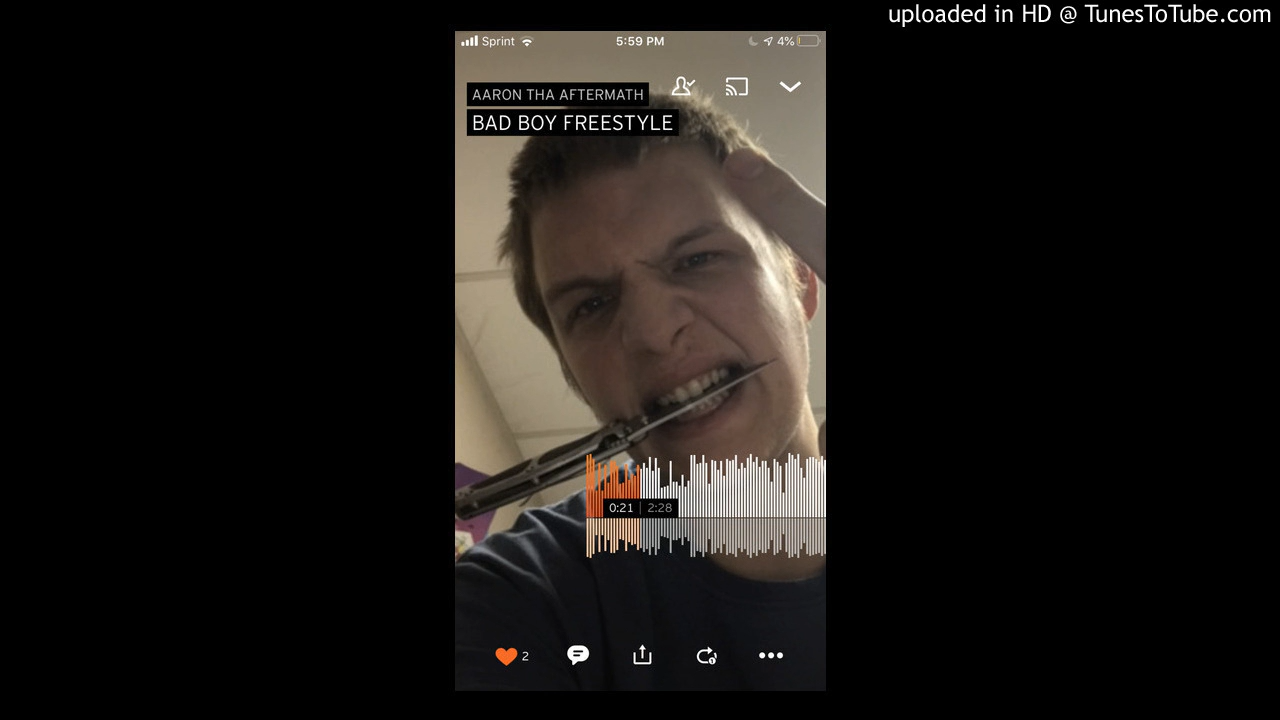 uploaded in HD @ TunesToTube.com
Sprint 5:59 PM 4%
AARON THA AFTERMATH
BAD BOY FREESTYLE
0:21 | 2:28
2